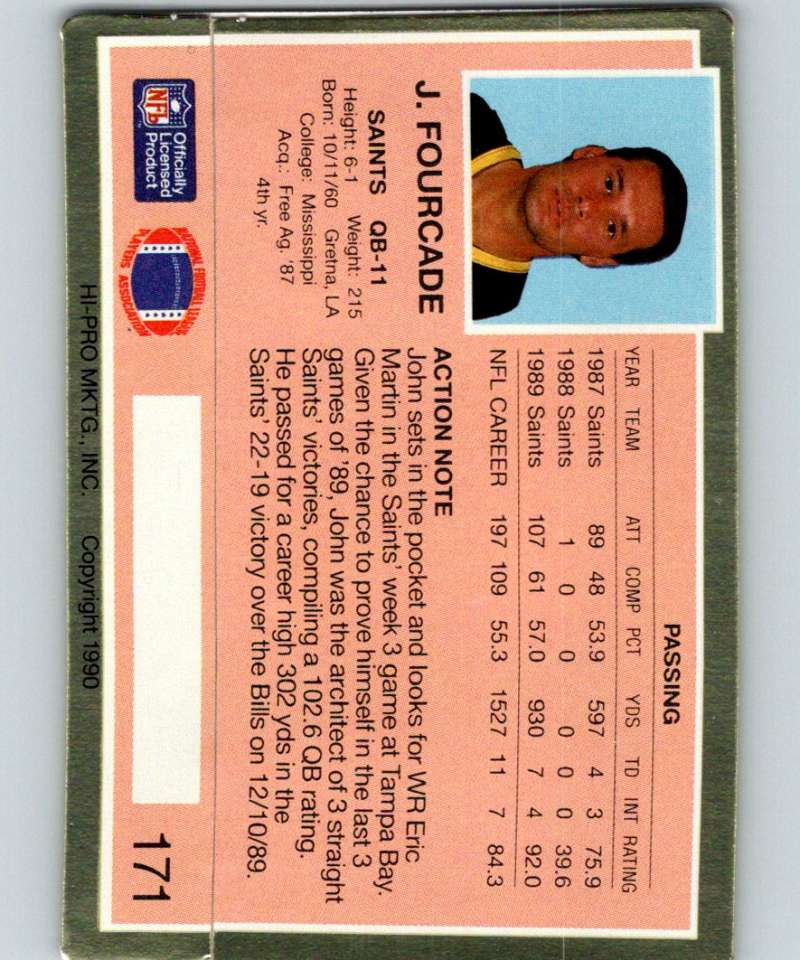 J. FOURCADE
SAINTS QB-11
Height: 6-1 Weight: 215
Born: 10/11/60 Gretna, LA
College: Mississippi
Acq.: Free Ag. '87
4th yr.
NFL
Officially
Licensed
Product
NATIONAL FOOTBALL LEAGUE
PLAYERS ASSOCIATION
PASSING
YEAR TEAM ATT COMP PCT YDS TD INT RATING
1987 Saints 89 48 53.9 597 4 3 75.9
1988 Saints 1 0 0 0 0 0 39.6
1989 Saints 107 61 57.0 930 7 4 92.0
NFL CAREER 197 109 55.3 1527 11 7 84.3
ACTION NOTE
John sets in the pocket and looks for WR Eric
Martin in the Saints' week 3 game at Tampa Bay.
Given the chance to prove himself in the last 3
games of '89, John was the architect of 3 straight
Saints' victories, compiling a 102.6 QB rating.
He passed for a career high 302 yds in the
Saints' 22-19 victory over the Bills on 12/10/89.
171
HI-PRO MKTG., INC. Copyright 1990